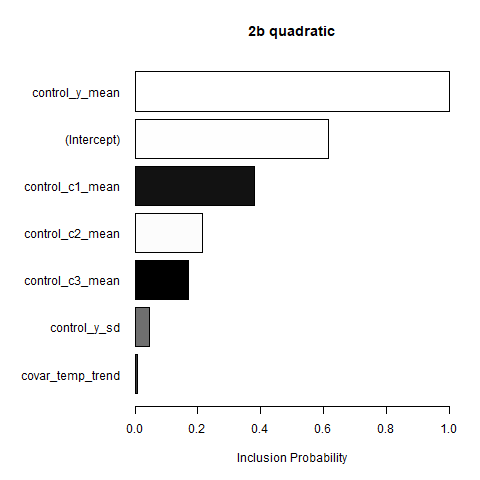 2b quadratic
control_y_mean
(Intercept)
control_c1_mean
control_c2_mean
control_c3_mean
control_y_sd
covar_temp_trend
0.0 0.2 0.4 0.6 0.8 1.0
Inclusion Probability